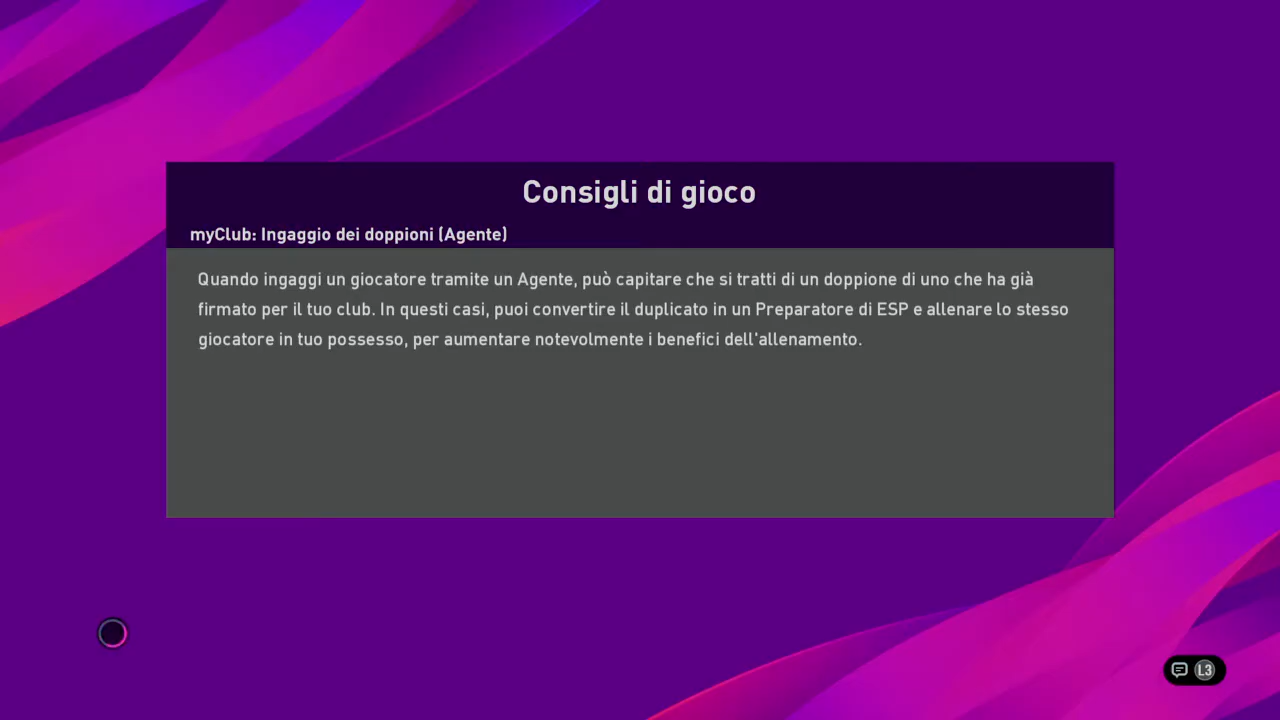 Consigli di gioco
myClub: Ingaggio dei doppioni (Agente)
Quando ingaggi un giocatore tramite un Agente, può capitare che si tratti di un doppione di uno che ha già
firmato per il tuo club. In questi casi, puoi convertire il duplicato in un Preparatore di ESP e allenare lo stesso
giocatore in tuo possesso, per aumentare notevolmente i benefici dell'allenamento.
L3